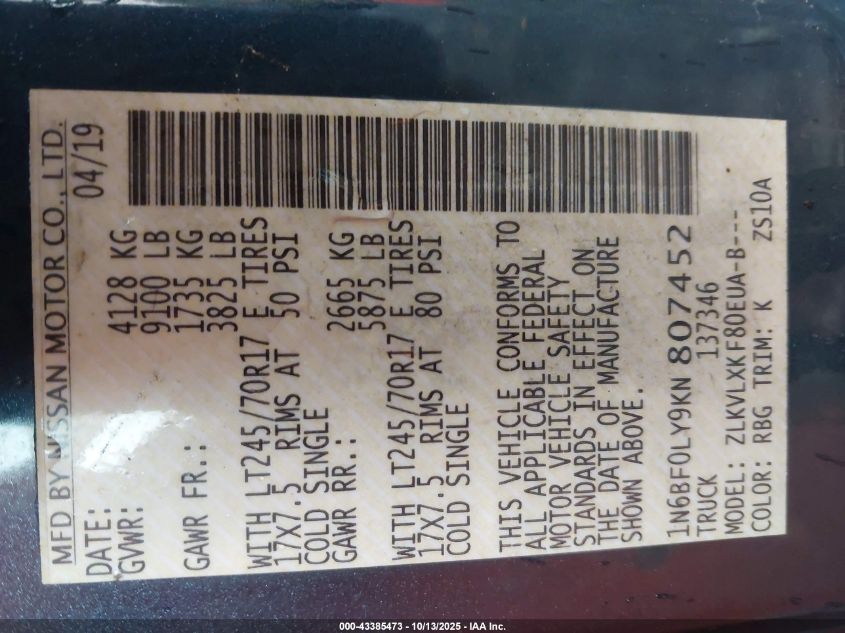 MFD BY NISSAN MOTOR CO., LTD.
DATE: 04/19
GVWR: 4128 KG
9100 LB
GAWR FR.: 1735 KG
3825 LB
WITH LT245/70R17 E TIRES
17X7.5 RIMS AT 50 PSI
COLD SINGLE
GAWR RR.: 2665 KG
5875 LB
WITH LT245/70R17 E TIRES
17X7.5 RIMS AT 80 PSI
COLD SINGLE
THIS VEHICLE CONFORMS TO
ALL APPLICABLE FEDERAL
MOTOR VEHICLE SAFETY
STANDARDS IN EFFECT ON
THE DATE OF MANUFACTURE
SHOWN ABOVE.
1N6BF0LY9KN807452
TRUCK 137346
MODEL: ZLKVLXKF80EUA-B---
COLOR: RBG TRIM: K ZS10A
000-43385473 - 10/13/2025 - IAA Inc.